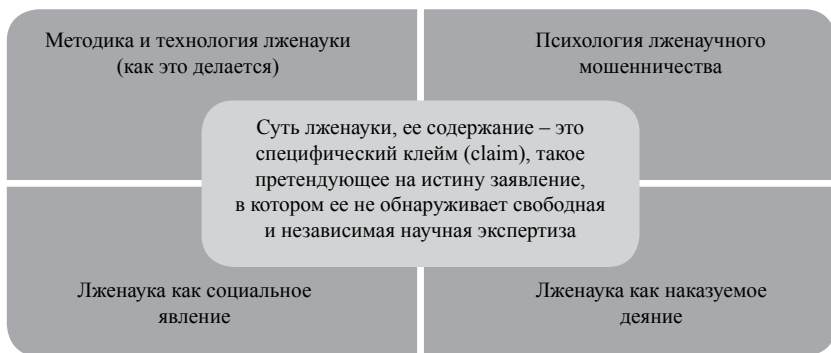 Методика и технология лженауки
(как это делается)
Психология лженаучного
мошенничества
Суть лженауки, ее содержание – это
специфический клейм (claim), такое
претендующее на истину заявление,
в котором ее не обнаруживает свободная
и независимая научная экспертиза
Лженаука как социальное
явление
Лженаука как наказуемое
деяние